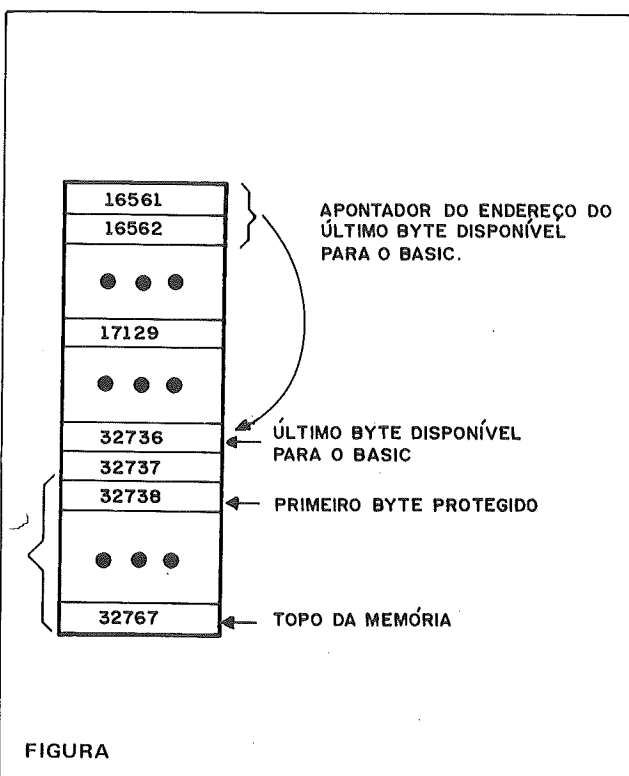 16561
16562
APONTADOR DO ENDEREÇO DO
ÚLTIMO BYTE DISPONÍVEL
PARA O BASIC.
17129
32736
ÚLTIMO BYTE DISPONÍVEL
PARA O BASIC
32737
32738
PRIMEIRO BYTE PROTEGIDO
32767
TOPO DA MEMÓRIA
FIGURA